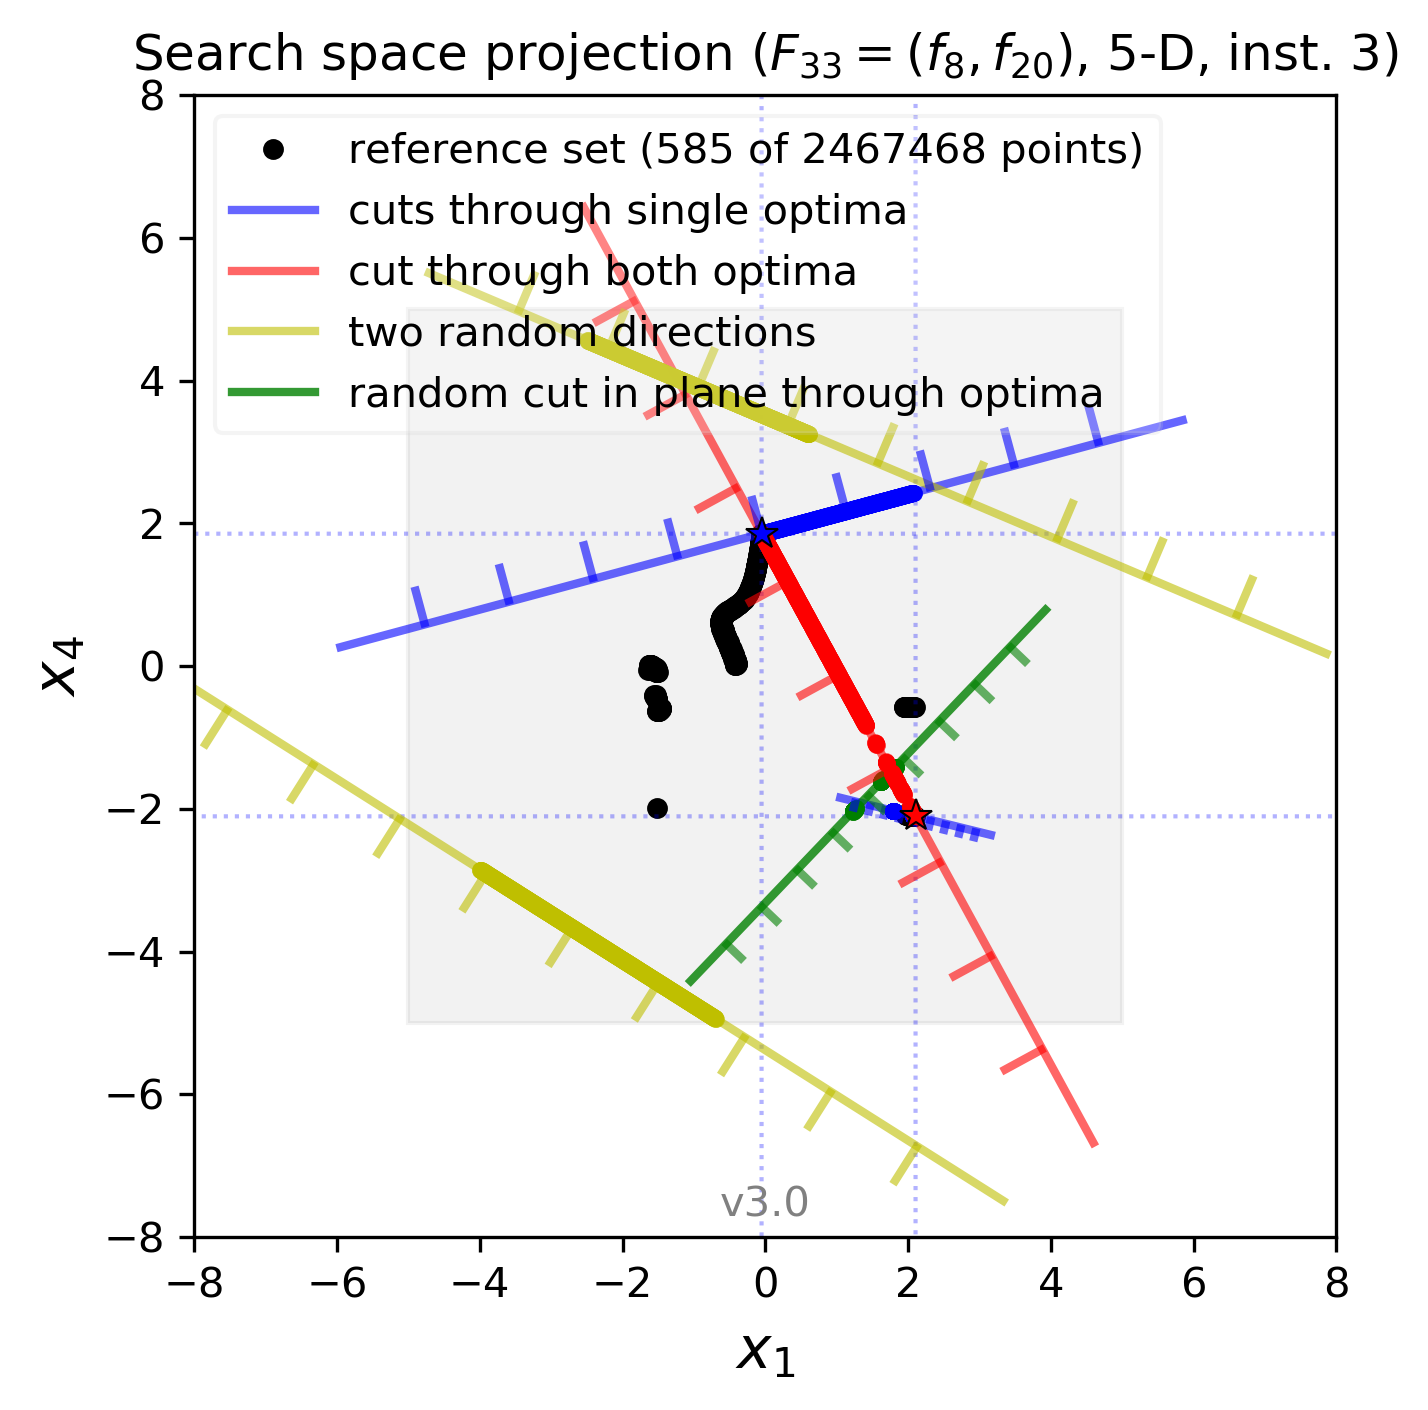 Search space projection (F33 = (f8, f20), 5-D, inst. 3)
reference set (585 of 2467468 points)
cuts through single optima
cut through both optima
two random directions
random cut in plane through optima
8
6
4
2
0
−2
−4
−6
−8
x4
v3.0
−8 −6 −4 −2 0 2 4 6 8
x1